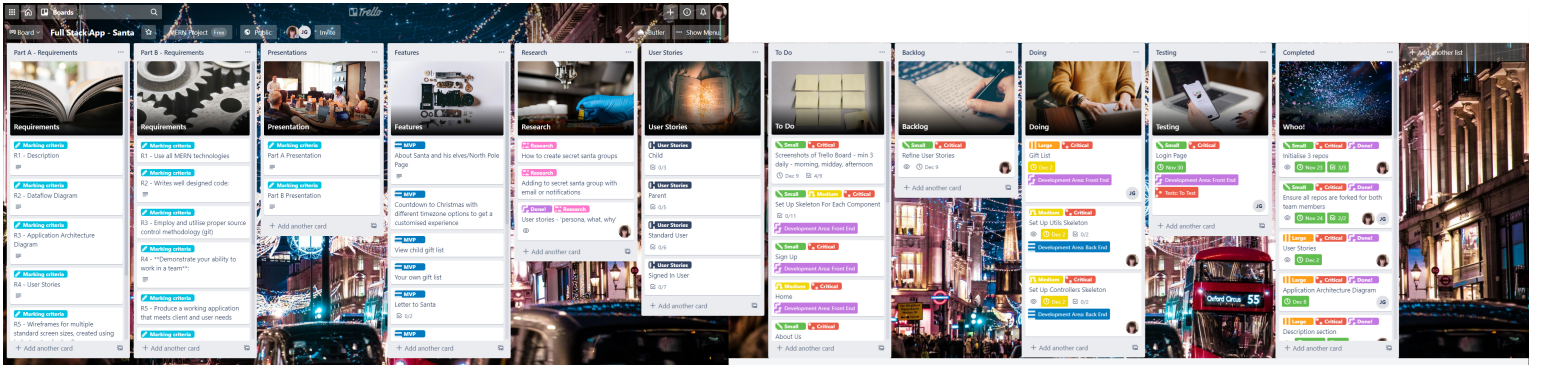 Boards
Trello
Board
Full Stack App - Santa
MERN Project
Free
Public
JG
Invite
Butler
Show Menu
Part A - Requirements
Requirements
Marking criteria
R1 - Description
Marking criteria
R2 - Dataflow Diagram
Marking criteria
R3 - Application Architecture
Diagram
Marking criteria
R4 - User Stories
Marking criteria
R5 - Wireframes for multiple
standard screen sizes, created using
+ Add another card
Part B - Requirements
Requirements
Marking criteria
R1 - Use all MERN technologies
Marking criteria
R2 - Writes well designed code:
Marking criteria
R3 - Employ and utilise proper source
control methodology (git)
Marking criteria
R4 - **Demonstrate your ability to
work in a team**:
Marking criteria
R5 - Produce a working application
that meets client and user needs
Marking criteria
+ Add another card
Presentations
Presentation
Marking criteria
Part A Presentation
Marking criteria
Part B Presentation
+ Add another card
Features
Features
MVP
About Santa and his elves/North Pole
Page
MVP
Countdown to Christmas with
different timezone options to get a
customised experience
MVP
View child gift list
MVP
Your own gift list
MVP
Letter to Santa
0/2
MVP
+ Add another card
Research
Research
Research
How to create secret santa groups
Research
Adding to secret santa group with
email or notifications
Done! Research
User stories - 'persona, what, why'
+ Add another card
User Stories
User Stories
User Stories
Child
0/3
User Stories
Parent
0/5
User Stories
Standard User
0/6
User Stories
Signed In User
0/7
+ Add another card
To Do
To Do
Small Critical
Screenshots of Trello Board - min 3
daily - morning, midday, afternoon
Dec 9 4/9
Small Medium Critical
Set Up Skeleton For Each Component
0/11
Development Area: Front End
Small Critical
Sign Up
Development Area: Front End
Medium Critical
Home
Development Area: Front End
Small Critical
About Us
+ Add another card
Backlog
Backlog
Small Critical
Refine User Stories
Dec 9
+ Add another card
Doing
Doing
Large Critical
Gift List
Dec 2
Development Area: Front End
JG
Medium Critical
Set Up Utils Skeleton
Dec 2 0/2
Development Area: Back End
Medium Critical
Set Up Controllers Skeleton
Dec 2 0/2
Development Area: Back End
+ Add another card
Testing
Testing
Small Critical
Login Page
Nov 30
Development Area: Front End
Tests: To Test
JG
+ Add another card
Completed
Whoo!
Small Critical Done!
Initialise 3 repos
Nov 23 3/3
Small Critical Done!
Ensure all repos are forked for both
team members
Nov 24 2/2
JG
Large Critical Done!
User Stories
Dec 2
Large Critical Done!
Application Architecture Diagram
Dec 8
JG
Large Critical Done!
Description section
+ Add another card
+ Add another list
Oxford Circus 55